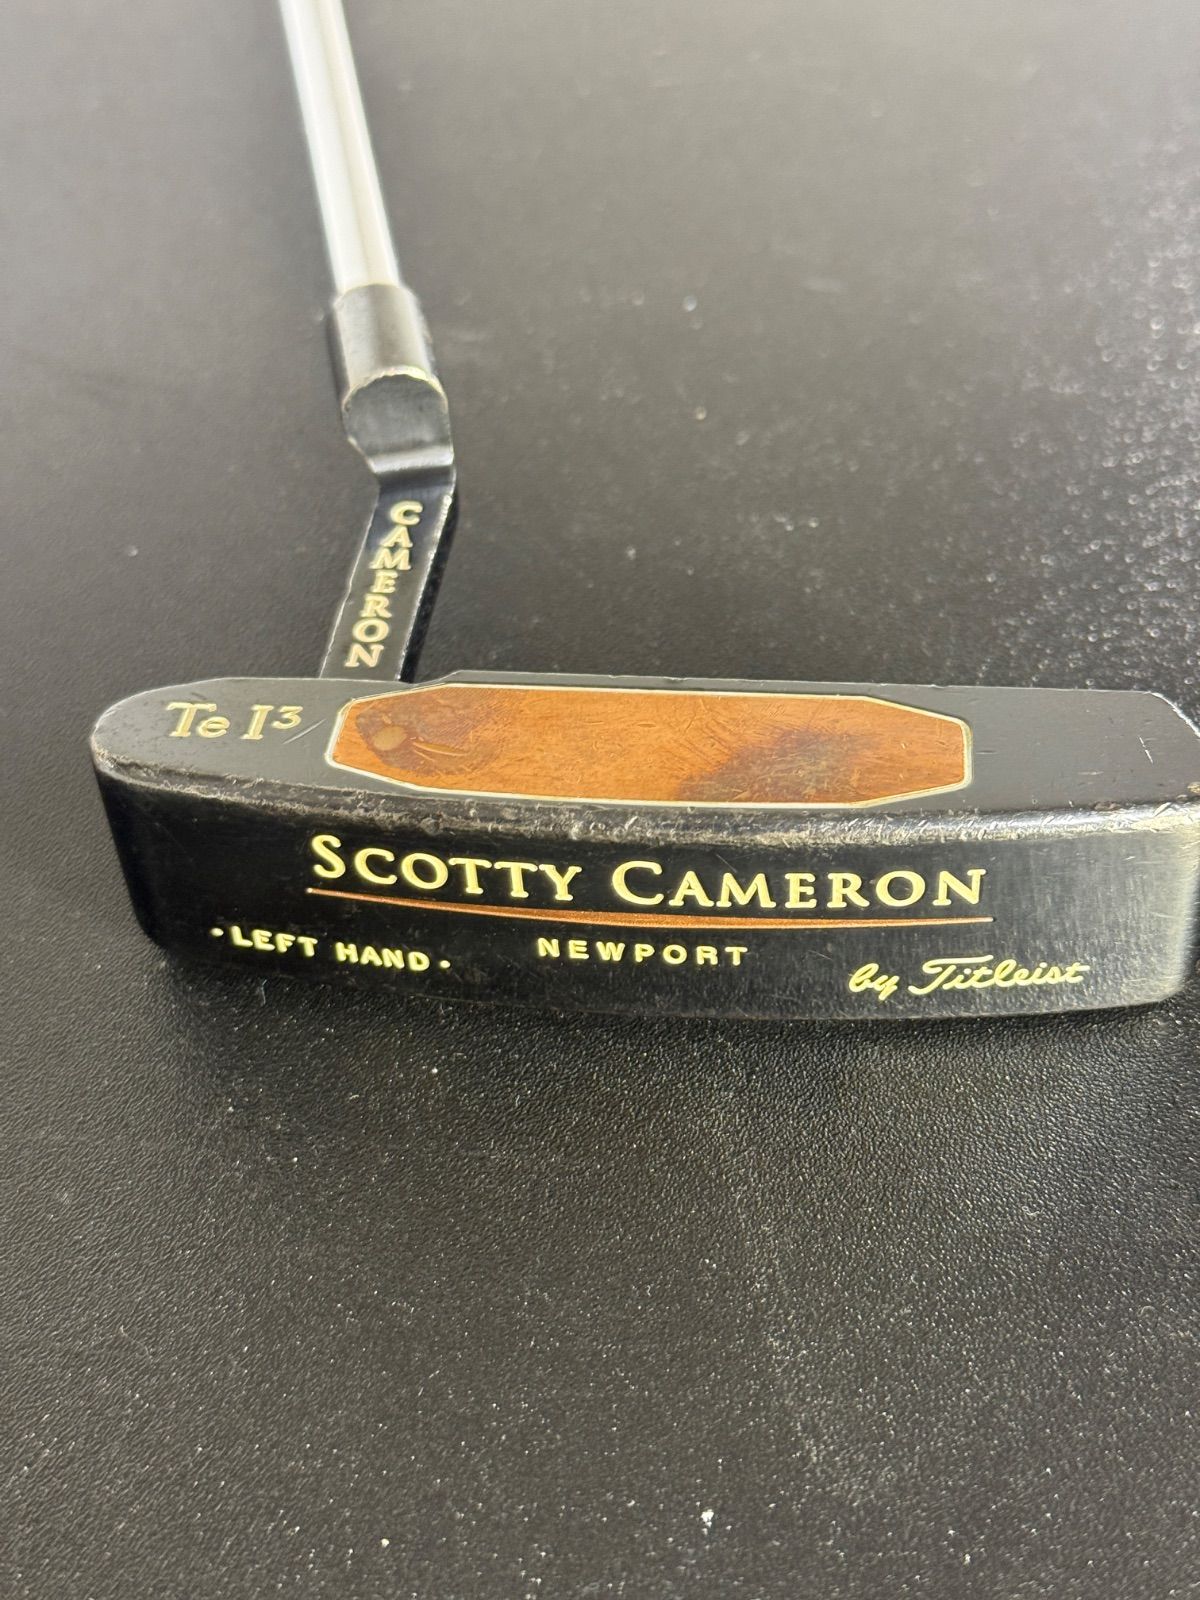 CAMERON
Te I³
SCOTTY CAMERON
• LEFT HAND •
NEWPORT
by Titleist